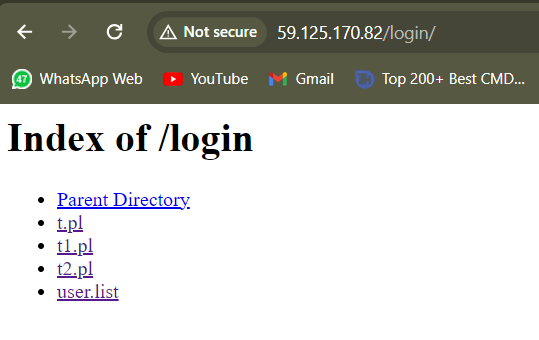 Not secure 59.125.170.82/login/
47 WhatsApp Web YouTube Gmail Top 200+ Best CMD...
Index of /login
Parent Directory
t.pl
t1.pl
t2.pl
user.list